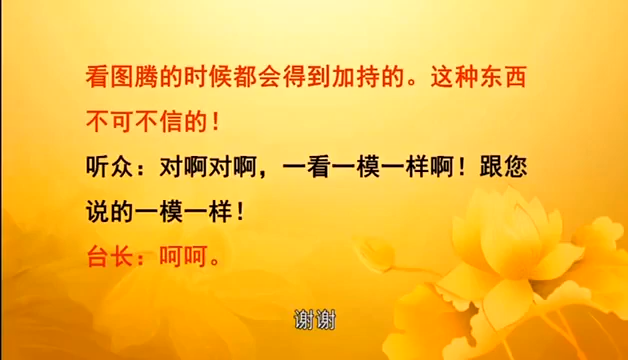 看图腾的时候都会得到加持的。这种东西
不可不信的！
听众：对啊对啊，一看一模一样啊！跟您
说的一模一样！
台长：呵呵。
谢谢